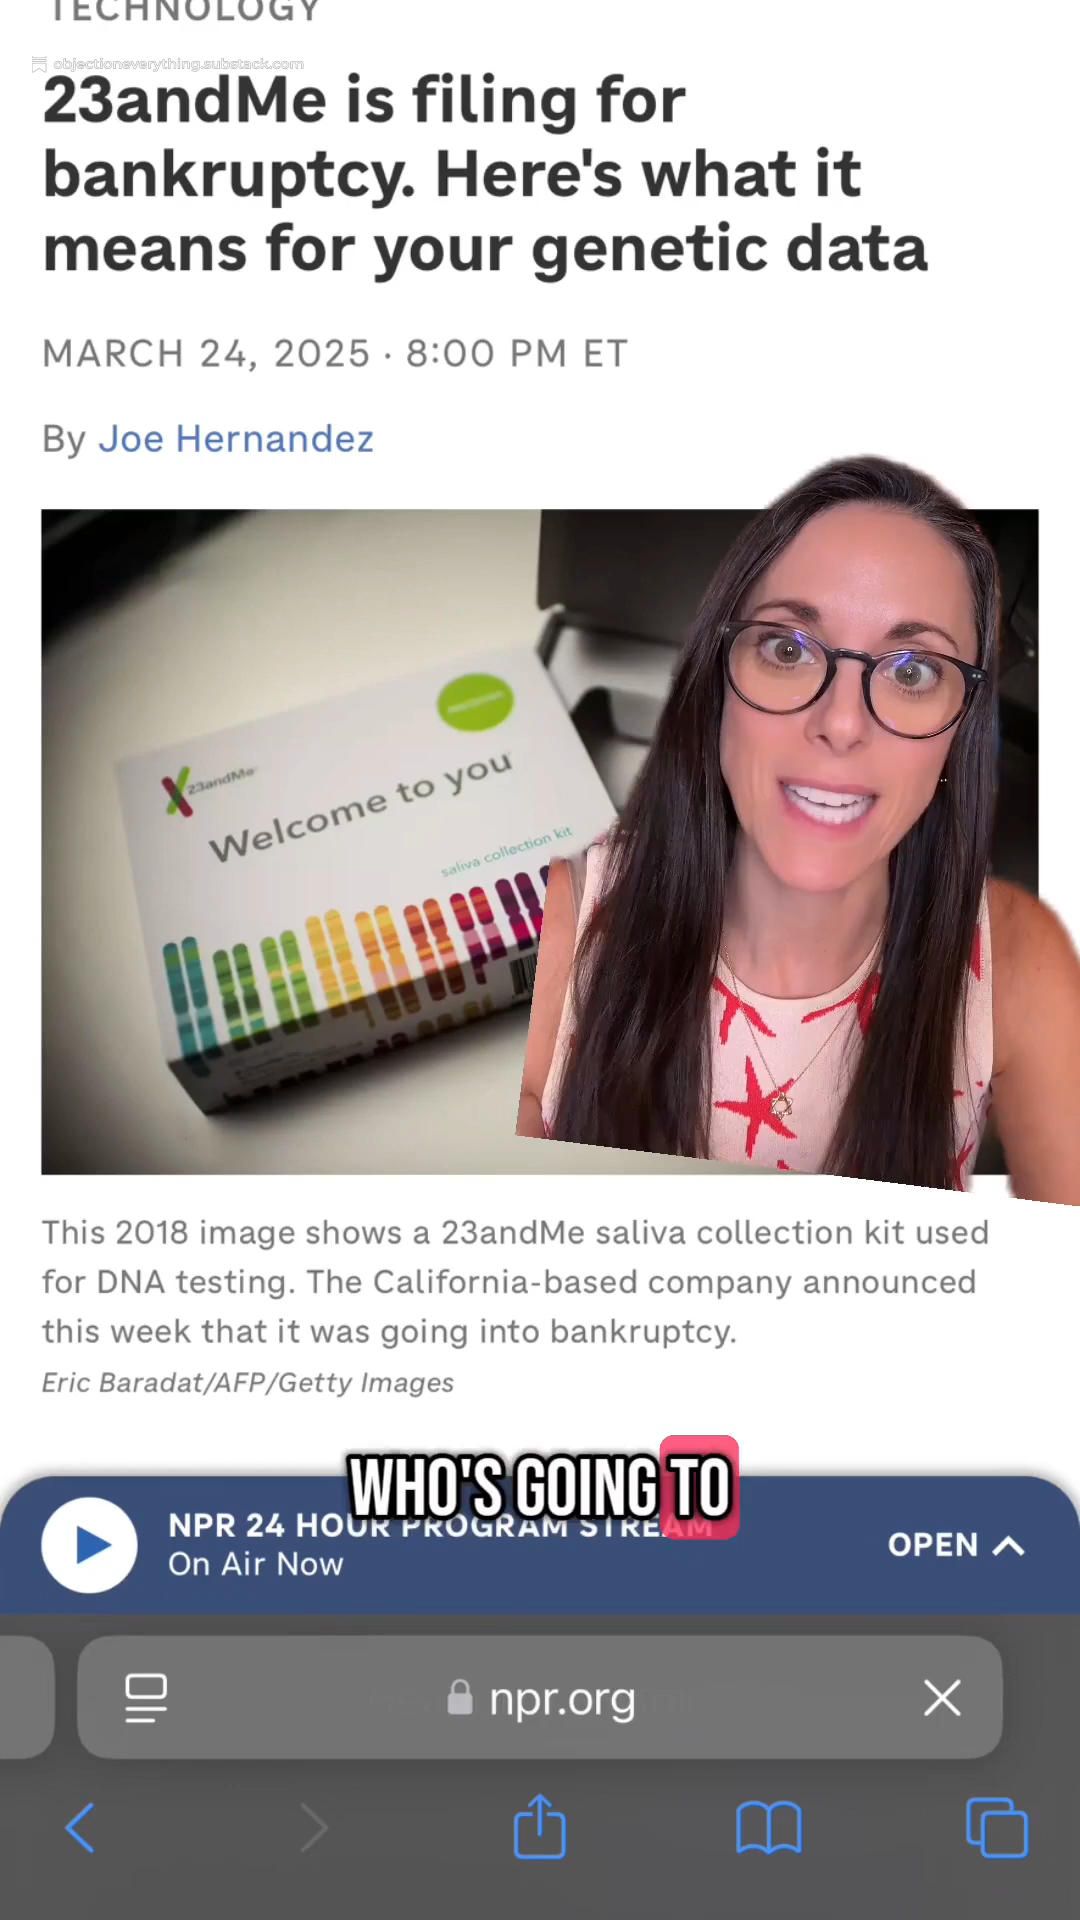 TECHNOLOGY
objectioneverything.substack.com
23andMe is filing for
bankruptcy. Here's what it
means for your genetic data
MARCH 24, 2025 · 8:00 PM ET
By Joe Hernandez
23andMe
Welcome to you
saliva collection kit
This 2018 image shows a 23andMe saliva collection kit used
for DNA testing. The California-based company announced
this week that it was going into bankruptcy.
Eric Baradat/AFP/Getty Images
WHO'S GOING TO
NPR 24 HOUR PROGRAM STREAM
On Air Now
OPEN
npr.org